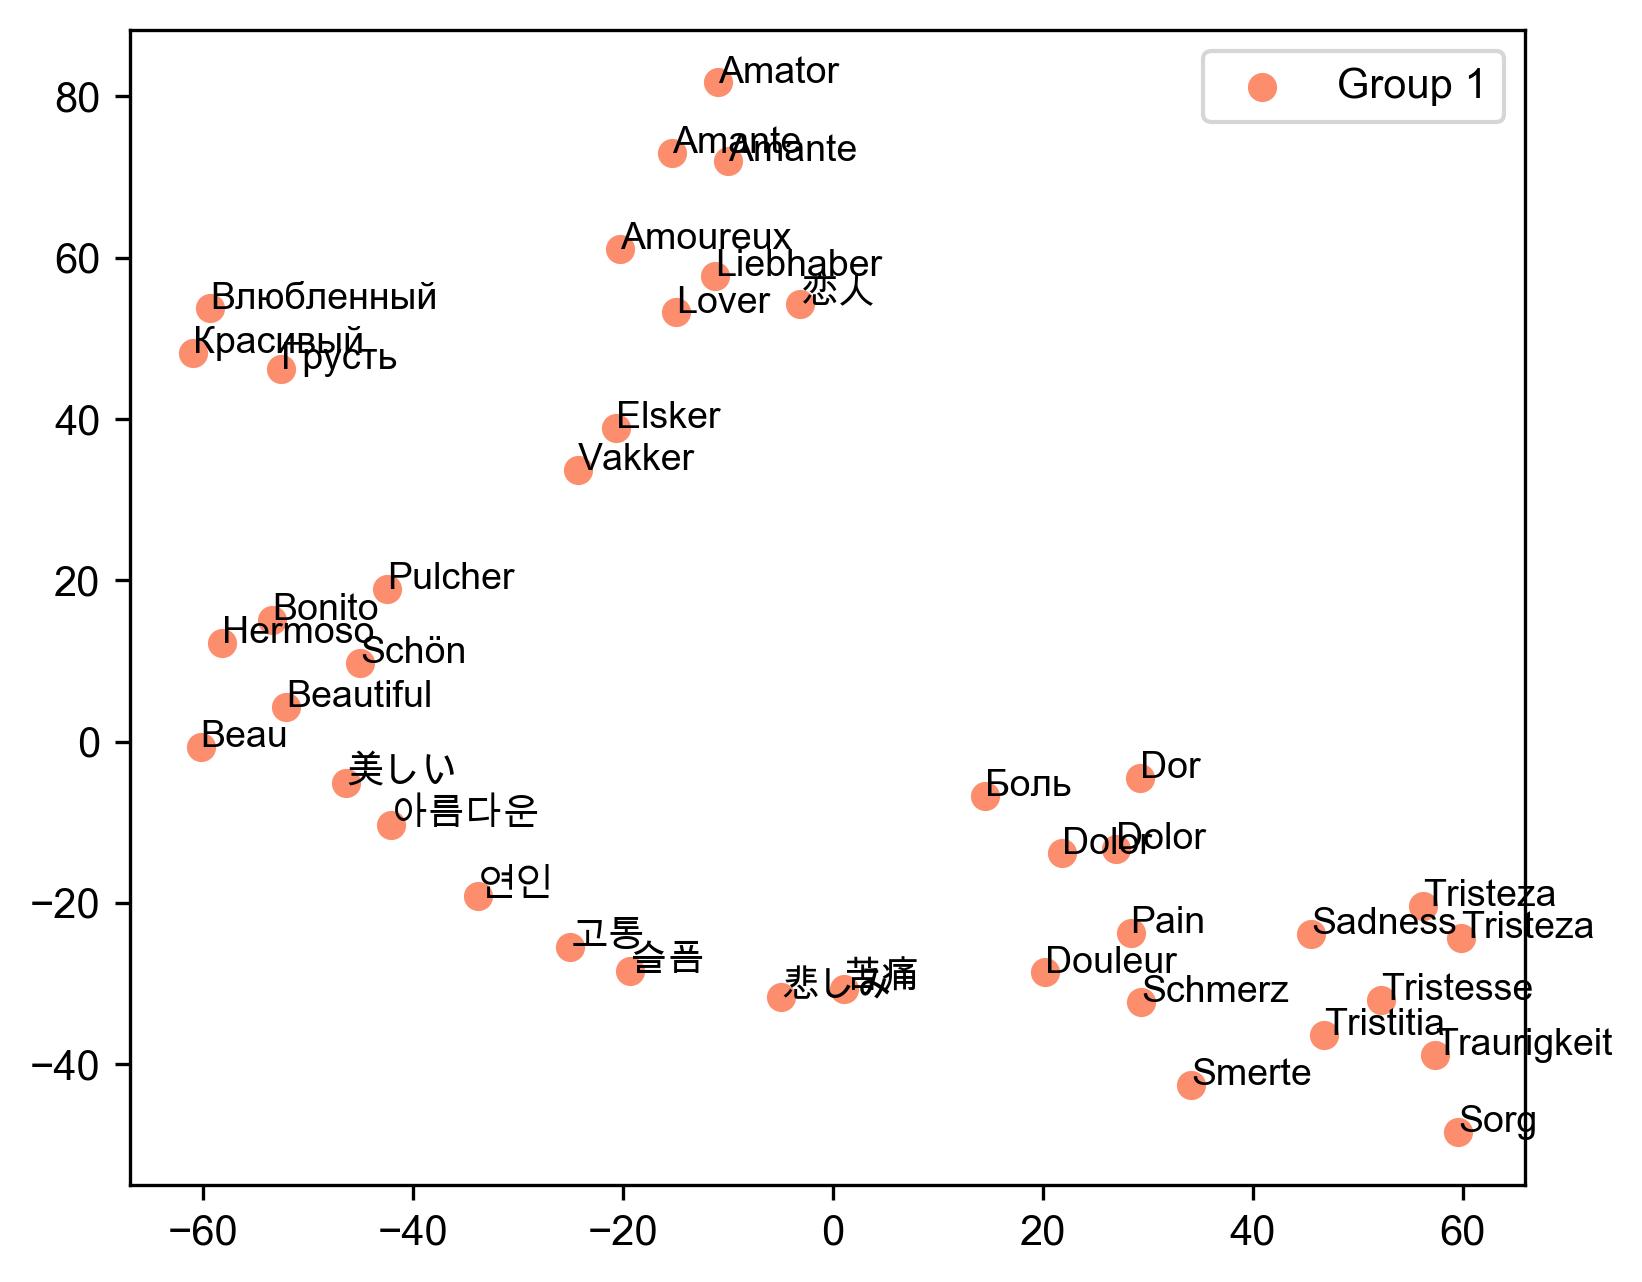 Group 1
Amator
Amante
Amante
Amoureux
Liebhaber
恋人
Lover
Влюбленный
Красивый
Грусть
Elsker
Vakker
Pulcher
Bonito
Hermoso
Schön
Beautiful
Beau
美しい
아름다운
연인
고통
슬픔
悲しみ
苦痛
Боль
Dor
Dolor
Dolor
Pain
Douleur
Schmerz
Smerte
Tristeza
Sadness
Tristeza
Tristesse
Tristitia
Traurigkeit
Sorg
80
60
40
20
0
−20
−40
−60
−40
−20
0
20
40
60